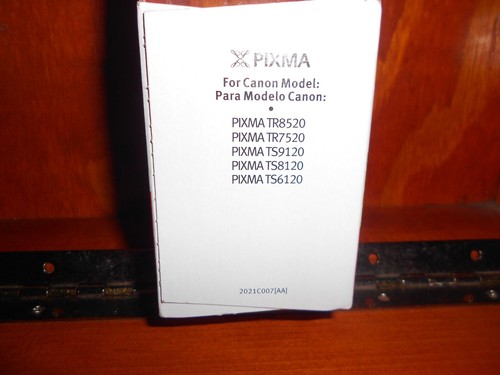 PIXMA
For Canon Model:
Para Modelo Canon:
PIXMA TR8520
PIXMA TR7520
PIXMA TS9120
PIXMA TS8120
PIXMA TS6120
2021C007[AA]